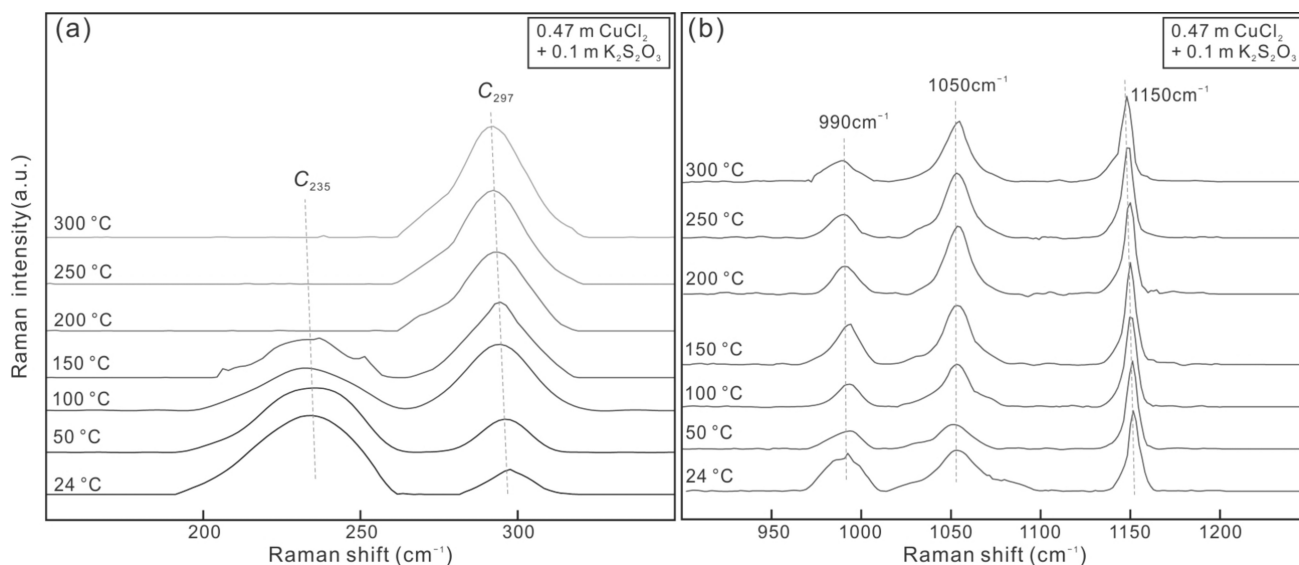 (a)
0.47 m CuCl₂
+ 0.1 m K₂S₂O₃
C₂₉₇
C₂₃₅
300 °C
250 °C
200 °C
150 °C
100 °C
50 °C
24 °C
200
250
300
Raman shift (cm⁻¹)
Raman intensity(a.u.)
(b)
0.47 m CuCl₂
+ 0.1 m K₂S₂O₃
990cm⁻¹
1050cm⁻¹
1150cm⁻¹
300 °C
250 °C
200 °C
150 °C
100 °C
50 °C
24 °C
950
1000
1050
1100
1150
1200
Raman shift (cm⁻¹)